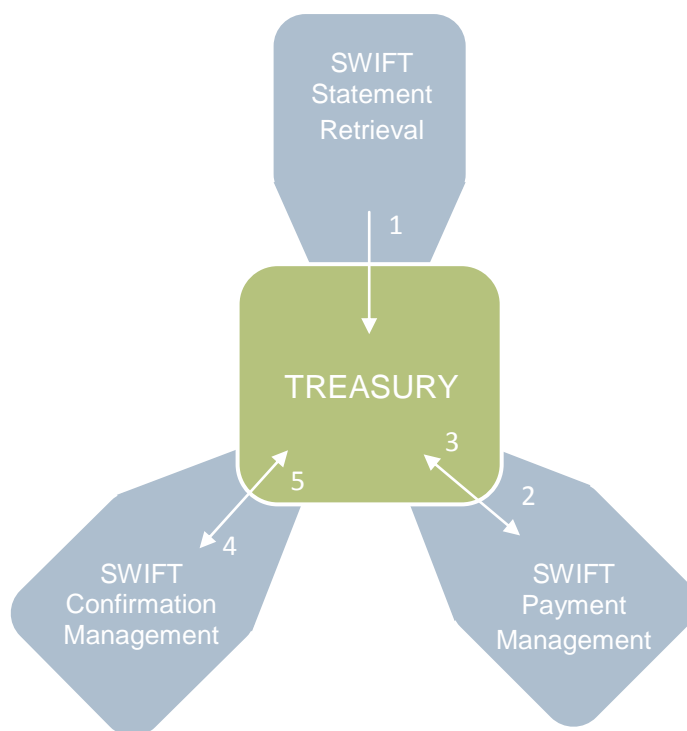 SWIFT
Statement
Retrieval
1
TREASURY
3
5
2
4
SWIFT
Confirmation
Management
SWIFT
Payment
Management